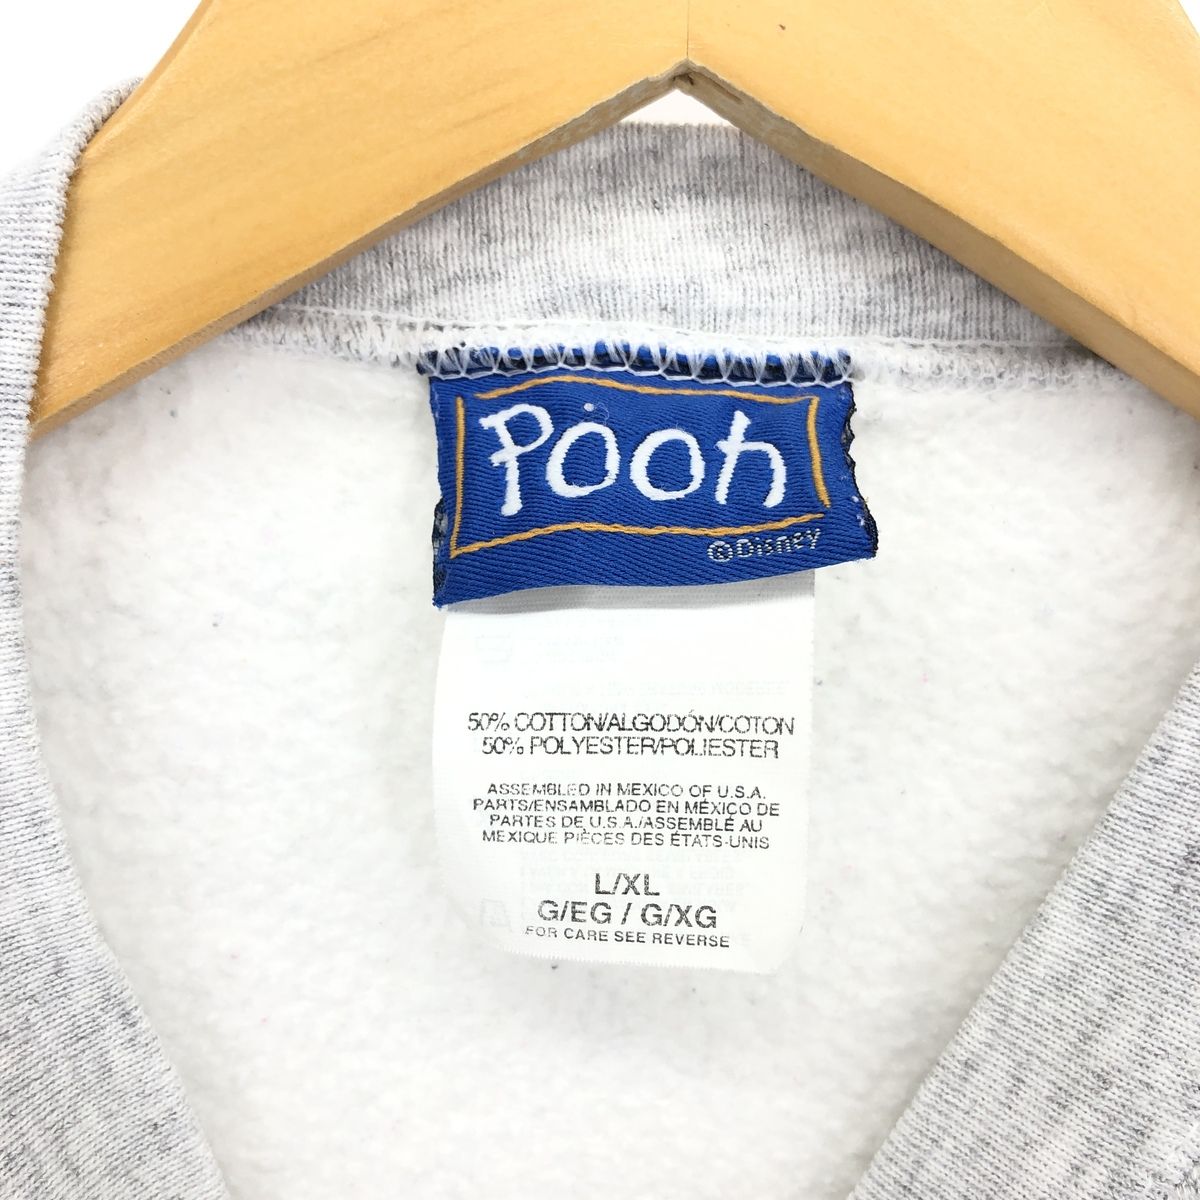 Pooh
©Disney
50% COTTON/ALGODÓN/COTON
50% POLYESTER/POLIESTER
ASSEMBLED IN MEXICO OF U.S.A.
PARTS/ENSAMBLADO EN MÉXICO DE
PARTES DE U.S.A./ASSEMBLÉ AU
MEXIQUE PIÈCES DES ÉTATS-UNIS
L/XL
G/EG / G/XG
FOR CARE SEE REVERSE